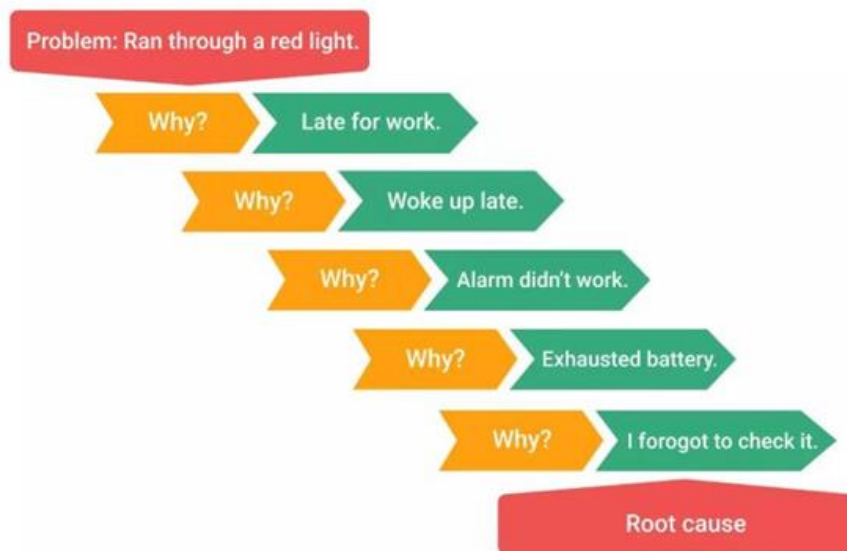 Problem: Ran through a red light.
Why? Late for work.
Why? Woke up late.
Why? Alarm didn't work.
Why? Exhausted battery.
Why? I forogot to check it.
Root cause